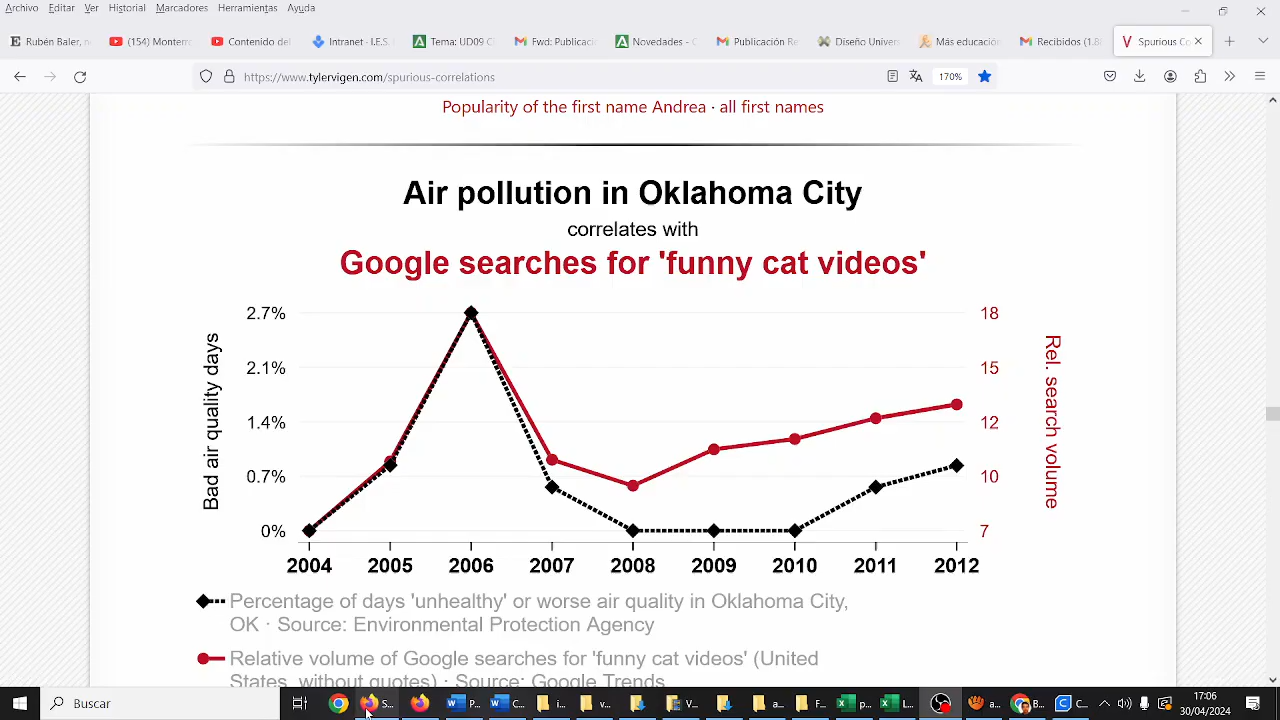 Archivo Editar Ver Historial Marcadores Herramientas Ayuda
Rubén Baler, n
(154) Monterro
Contenido del
Intranet - I.E.S.
Tema: UD09 C
Fwd: Publicaci
Novedades - C
Publicación Re
Diseño Univer
Más educación
Recibidos (1.8
Spurious Co
https://www.tylervigen.com/spurious-correlations
170%
Popularity of the first name Andrea · all first names
Air pollution in Oklahoma City
correlates with
Google searches for 'funny cat videos'
2.7%
2.1%
1.4%
0.7%
0%
Bad air quality days
18
15
12
10
7
Rel. search volume
2004 2005 2006 2007 2008 2009 2010 2011 2012
Percentage of days 'unhealthy' or worse air quality in Oklahoma City,
OK · Source: Environmental Protection Agency
Relative volume of Google searches for 'funny cat videos' (United
States, without quotes) · Source: Google Trends
Buscar
S...
P...
C...
i...
v...
V...
a...
F...
p...
L...
a...
B...
C...
17:06
30/04/2024